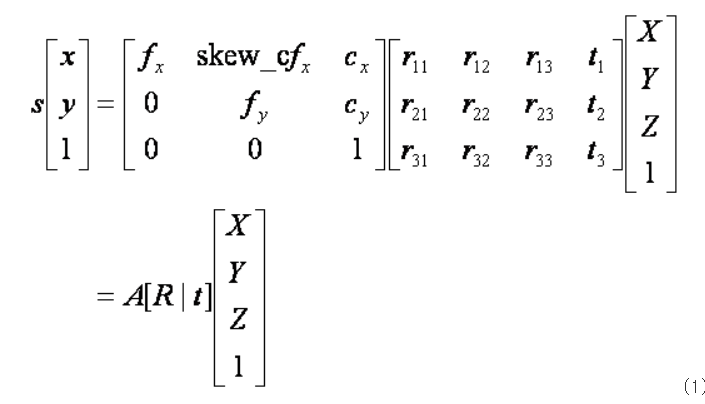 s [x y 1] = [f_x skew_cf_x c_x; 0 f_y c_y; 0 0 1] [r_11 r_12 r_13 t_1; r_21 r_22 r_23 t_2; r_31 r_32 r_33 t_3] [X Y Z 1]
= A[R | t] [X Y Z 1]
(1)